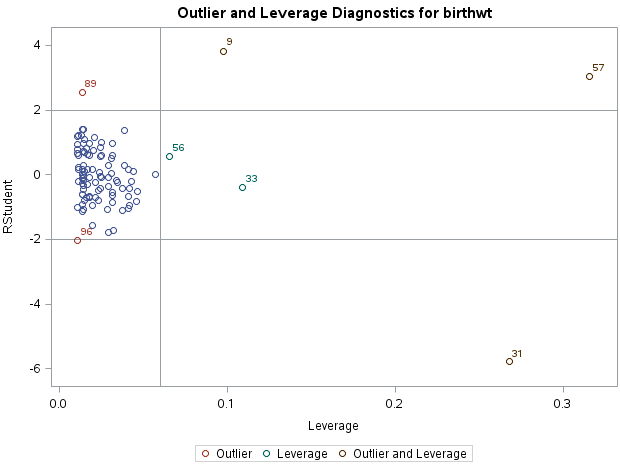 Outlier and Leverage Diagnostics for birthwt
4
9
57
89
2
56
0
33
RStudent
96
-2
-4
31
-6
0.0 0.1 0.2 0.3
Leverage
Outlier Leverage Outlier and Leverage